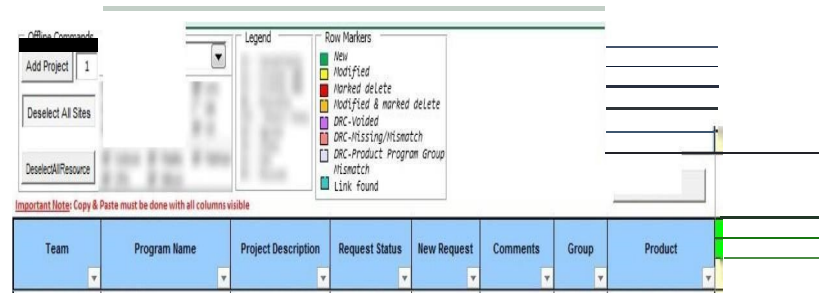 Offline Commands
Add Project 1
Deselect All Sites
DeselectAllResource
Legend
Row Markers
New
Modified
Marked delete
Modified & marked delete
DRC-Voided
DRC-Missing/Mismatch
DRC-Product Program Group
Mismatch
Link found
Important Note: Copy & Paste must be done with all columns visible
Team Program Name Project Description Request Status New Request Comments Group Product